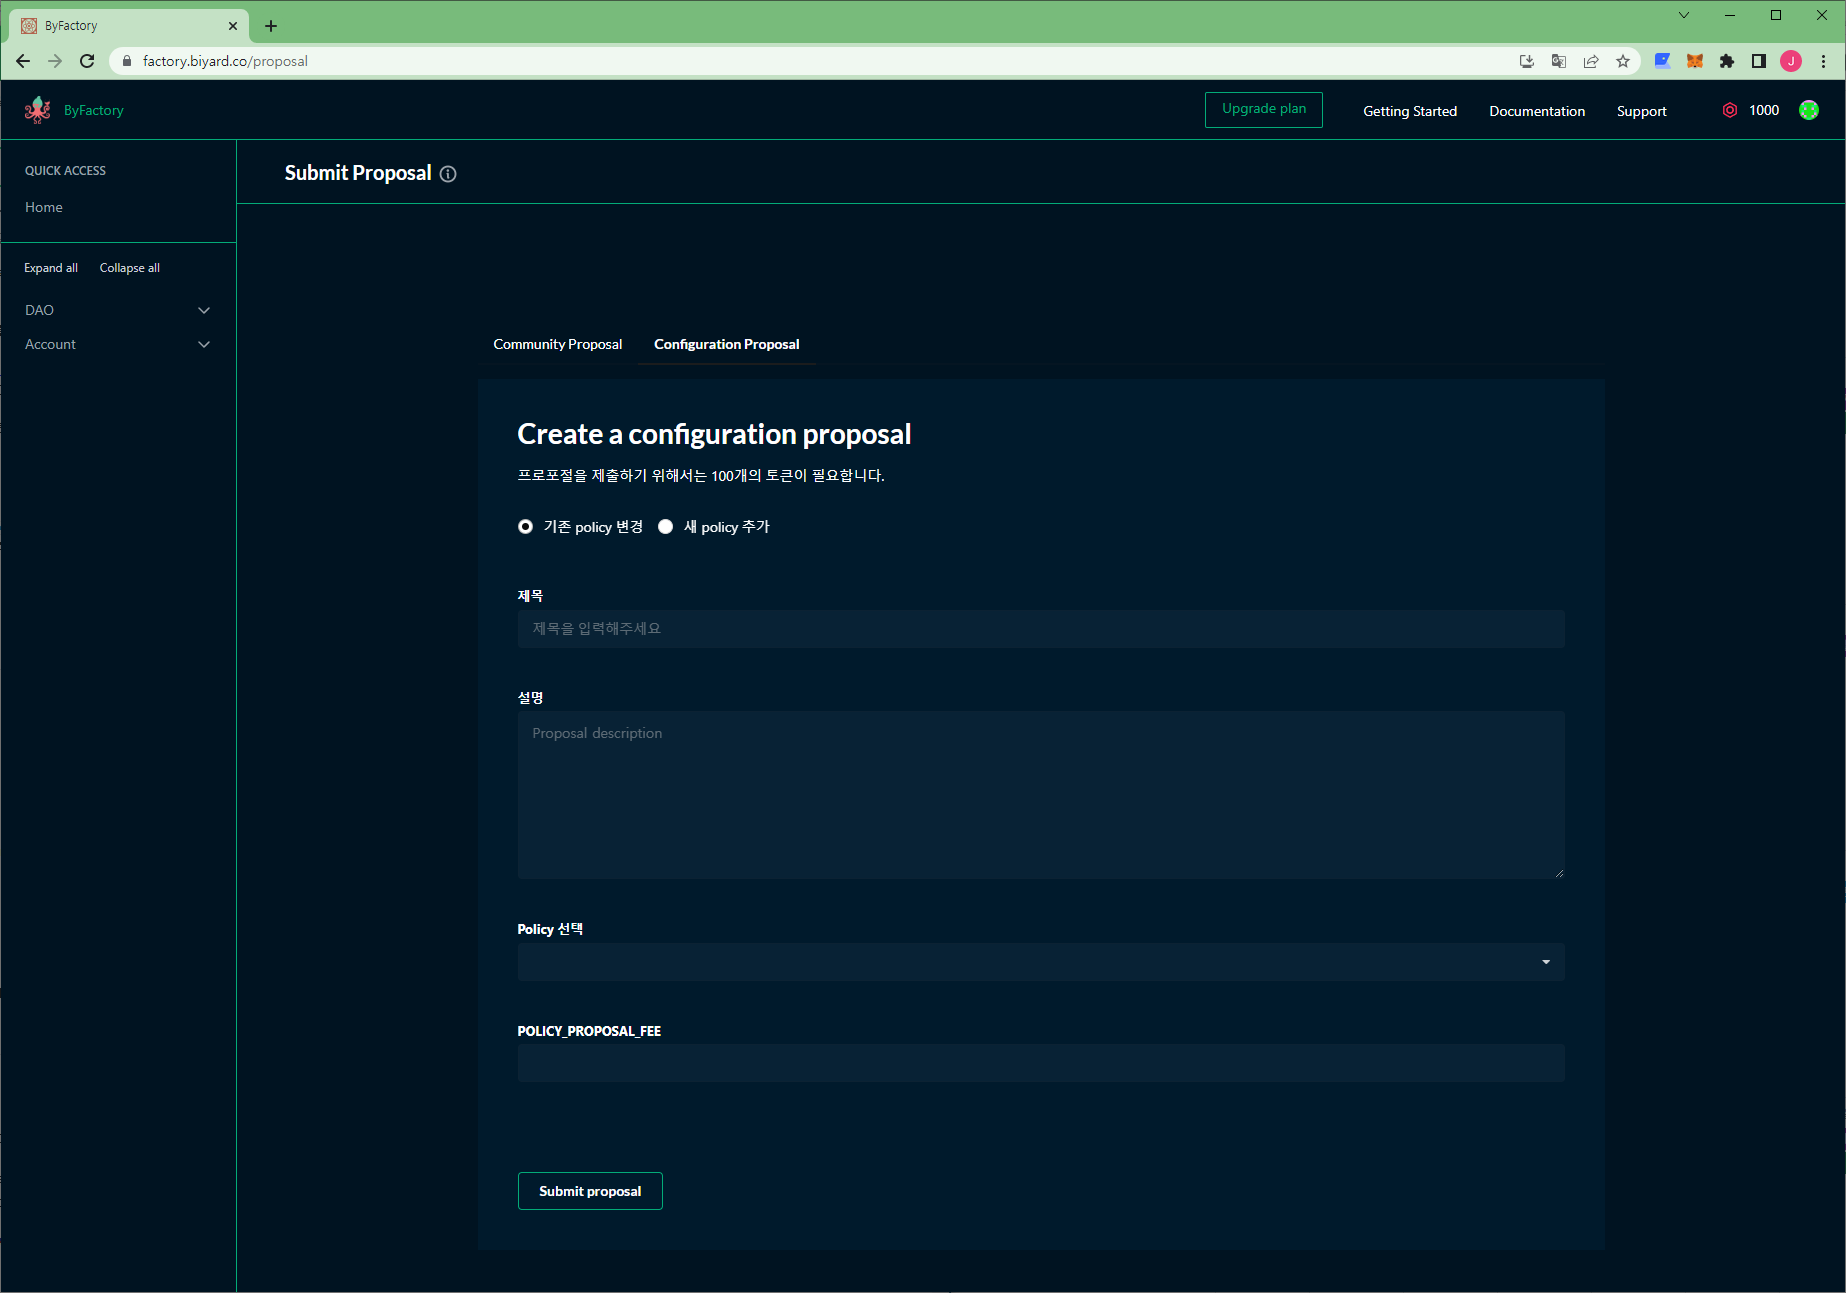 ByFactory
factory.biyard.co/proposal
J
ByFactory
Upgrade plan
Getting Started
Documentation
Support
1000
QUICK ACCESS
Home
Expand all
Collapse all
DAO
Account
Submit Proposal
Community Proposal
Configuration Proposal
Create a configuration proposal
프로포절을 제출하기 위해서는 100개의 토큰이 필요합니다.
기존 policy 변경
새 policy 추가
제목
제목을 입력해주세요
설명
Proposal description
Policy 선택
POLICY_PROPOSAL_FEE
Submit proposal